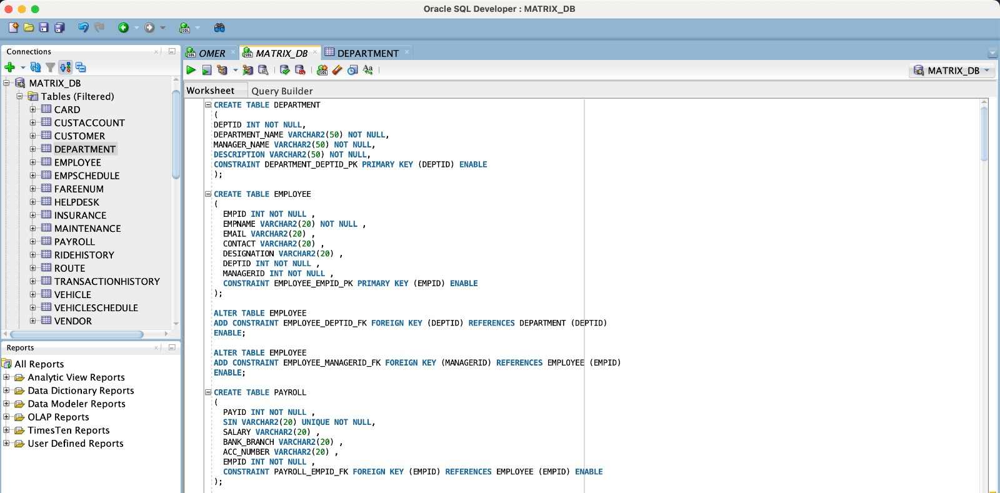 Oracle SQL Developer : MATRIX_DB
Connections
MATRIX_DB
Tables (Filtered)
CARD
CUSTACCOUNT
CUSTOMER
DEPARTMENT
EMPLOYEE
EMPSCHEDULE
FAREENUM
HELPDESK
INSURANCE
MAINTENANCE
PAYROLL
RIDEHISTORY
ROUTE
TRANSACTIONHISTORY
VEHICLE
VEHICLESCHEDULE
VENDOR
Reports
All Reports
Analytic View Reports
Data Dictionary Reports
Data Modeler Reports
OLAP Reports
TimesTen Reports
User Defined Reports
OMER MATRIX_DB DEPARTMENT
MATRIX_DB
Worksheet Query Builder
CREATE TABLE DEPARTMENT
(
DEPTID INT NOT NULL,
DEPARTMENT_NAME VARCHAR2(50) NOT NULL,
MANAGER_NAME VARCHAR2(50) NOT NULL,
DESCRIPTION VARCHAR2(50) NOT NULL,
CONSTRAINT DEPARTMENT_DEPTID_PK PRIMARY KEY (DEPTID) ENABLE
);
CREATE TABLE EMPLOYEE
(
EMPID INT NOT NULL ,
EMPNAME VARCHAR2(20) NOT NULL ,
EMAIL VARCHAR2(20) ,
CONTACT VARCHAR2(20) ,
DESIGNATION VARCHAR2(20) ,
DEPTID INT NOT NULL ,
MANAGERID INT NOT NULL ,
CONSTRAINT EMPLOYEE_EMPID_PK PRIMARY KEY (EMPID) ENABLE
);
ALTER TABLE EMPLOYEE
ADD CONSTRAINT EMPLOYEE_DEPTID_FK FOREIGN KEY (DEPTID) REFERENCES DEPARTMENT (DEPTID)
ENABLE;
ALTER TABLE EMPLOYEE
ADD CONSTRAINT EMPLOYEE_MANAGERID_FK FOREIGN KEY (MANAGERID) REFERENCES EMPLOYEE (EMPID)
ENABLE;
CREATE TABLE PAYROLL
(
PAYID INT NOT NULL ,
SIN VARCHAR2(20) UNIQUE NOT NULL,
SALARY VARCHAR2(20) ,
BANK_BRANCH VARCHAR2(20) ,
ACC_NUMBER VARCHAR2(20) ,
EMPID INT NOT NULL ,
CONSTRAINT PAYROLL_EMPID_FK FOREIGN KEY (EMPID) REFERENCES EMPLOYEE (EMPID) ENABLE
);